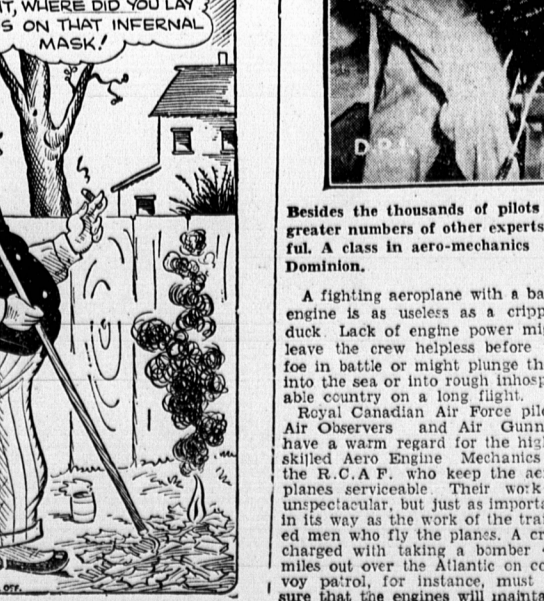 T, WHERE DID YOU LAY
S ON THAT INFERNAL
MASK!
OFF.
D.P.I.
Besides the thousands of pilots
greater numbers of other experts
ful. A class in aero-mechanics
Dominion.
A fighting aeroplane with a ba
engine is as useless as a cripp
duck. Lack of engine power mi
leave the crew helpless before
foe in battle or might plunge th
into the sea or into rough inhosp
able country on a long flight.
Royal Canadian Air Force pil
Air Observers and Air Gunn
have a warm regard for the hig
skilled Aero Engine Mechanics
the R.C.A F. who keep the ae
planes serviceable. Their work
unspectacular, but just as importa
in its way as the work of the trai
ed men who fly the planes. A cr
charged with taking a bomber
miles out over the Atlantic on co
voy patrol, for instance, must
sure that the engines will mainta